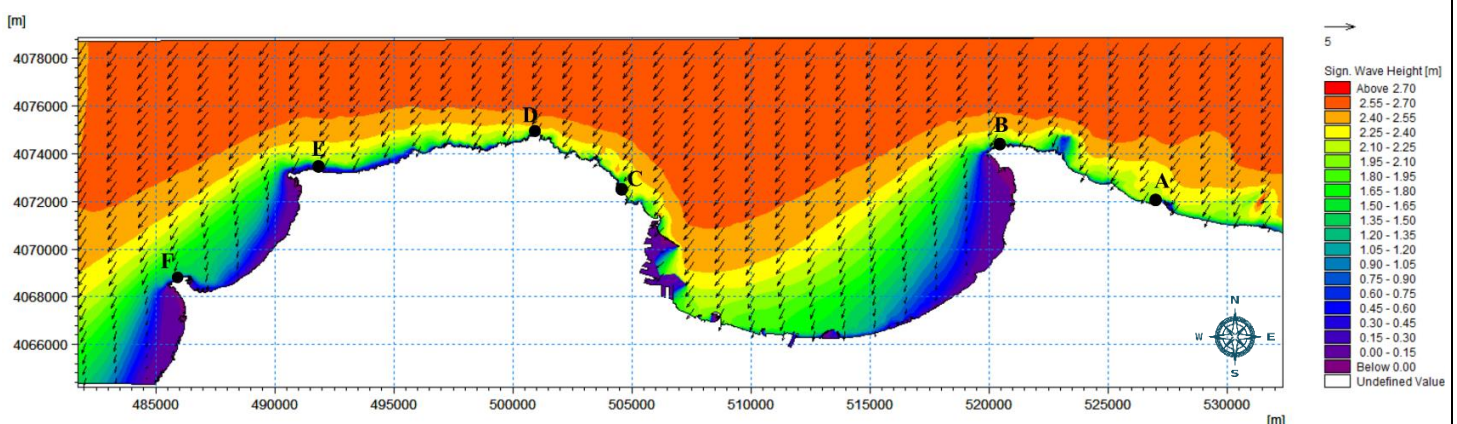 [m]
4078000
4076000
4074000
4072000
4070000
4068000
4066000
485000 490000 495000 500000 505000 510000 515000 520000 525000 530000
[m]
A
B
C
D
E
F
N
W E
S
5
Sign. Wave Height [m]
Above 2.70
2.55 - 2.70
2.40 - 2.55
2.25 - 2.40
2.10 - 2.25
1.95 - 2.10
1.80 - 1.95
1.65 - 1.80
1.50 - 1.65
1.35 - 1.50
1.20 - 1.35
1.05 - 1.20
0.90 - 1.05
0.75 - 0.90
0.60 - 0.75
0.45 - 0.60
0.30 - 0.45
0.15 - 0.30
0.00 - 0.15
Below 0.00
Undefined Value